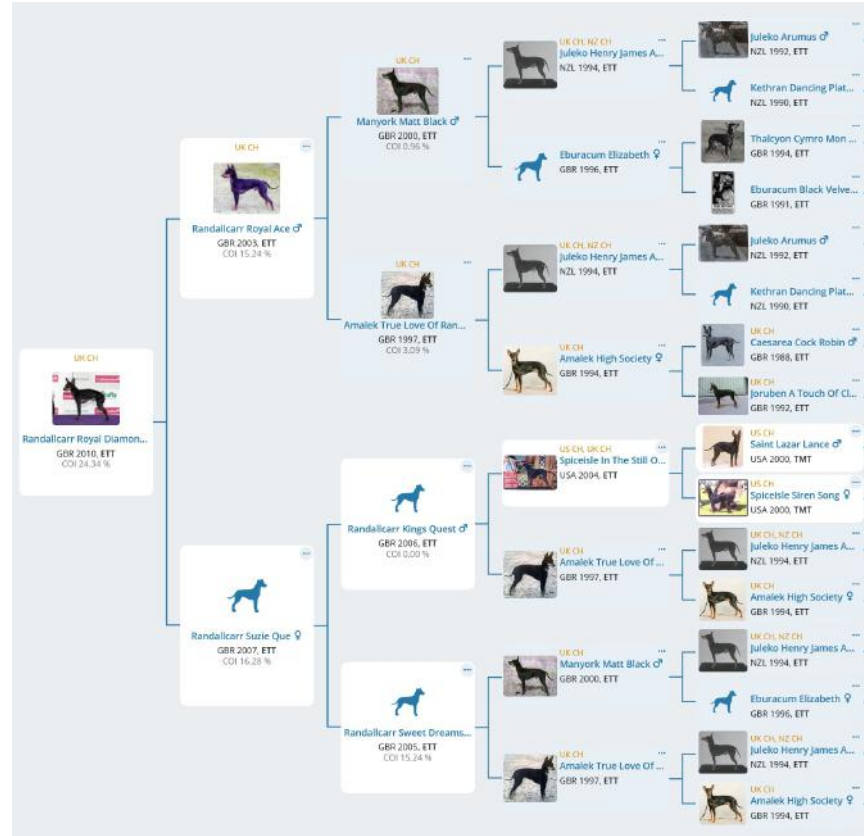 UK CH
Randallcarr Royal Diamon...
GBR 2010, ETT
COI 24.34 %
UK CH
Randallcarr Royal Ace ♂
GBR 2003, ETT
COI 15.24 %
Randallcarr Suzie Que ♀
GBR 2007, ETT
COI 16.28 %
UK CH
Manyork Matt Black ♂
GBR 2000, ETT
COI 0.96 %
UK CH
Amalek True Love Of Ran...
GBR 1997, ETT
COI 3.09 %
Randallcarr Kings Quest ♂
GBR 2006, ETT
COI 0.00 %
Randallcarr Sweet Dreams...
GBR 2005, ETT
COI 15.24 %
UK CH, NZ CH
Juleko Henry James A...
NZL 1994, ETT
Eburacum Elizabeth ♀
GBR 1996, ETT
UK CH, NZ CH
Juleko Henry James A...
NZL 1994, ETT
UK CH
Amalek High Society ♀
GBR 1994, ETT
US CH, UK CH
Spiceisle In The Still O...
USA 2004, ETT
UK CH
Amalek True Love Of ...
GBR 1997, ETT
UK CH
Manyork Matt Black ♂
GBR 2000, ETT
UK CH
Amalek True Love Of ...
GBR 1997, ETT
Juleko Arumus ♂
NZL 1992, ETT
Kethran Dancing Plat...
NZL 1990, ETT
Thalcyon Cymro Mon ...
GBR 1994, ETT
Eburacum Black Velve...
GBR 1991, ETT
Juleko Arumus ♂
NZL 1992, ETT
Kethran Dancing Plat...
NZL 1990, ETT
UK CH
Caesarea Cock Robin ♂
GBR 1988, ETT
UK CH
Joruben A Touch Of Cl...
GBR 1992, ETT
US CH
Saint Lazar Lance ♂
USA 2000, TMT
US CH
Spiceisle Siren Song ♀
USA 2000, TMT
UK CH, NZ CH
Juleko Henry James A...
NZL 1994, ETT
UK CH
Amalek High Society ♀
GBR 1994, ETT
UK CH, NZ CH
Juleko Henry James A...
NZL 1994, ETT
Eburacum Elizabeth ♀
GBR 1996, ETT
UK CH, NZ CH
Juleko Henry James A...
NZL 1994, ETT
UK CH
Amalek High Society ♀
GBR 1994, ETT